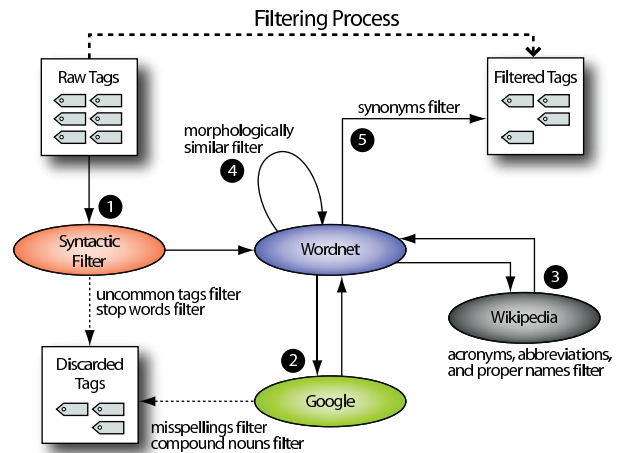 Filtering Process
Raw Tags
Filtered Tags
synonyms filter
5
morphologically
similar filter
4
1
Syntactic
Filter
Wordnet
3
uncommon tags filter
stop words filter
Wikipedia
acronyms, abbreviations,
and proper names filter
2
Discarded
Tags
Google
misspellings filter
compound nouns filter